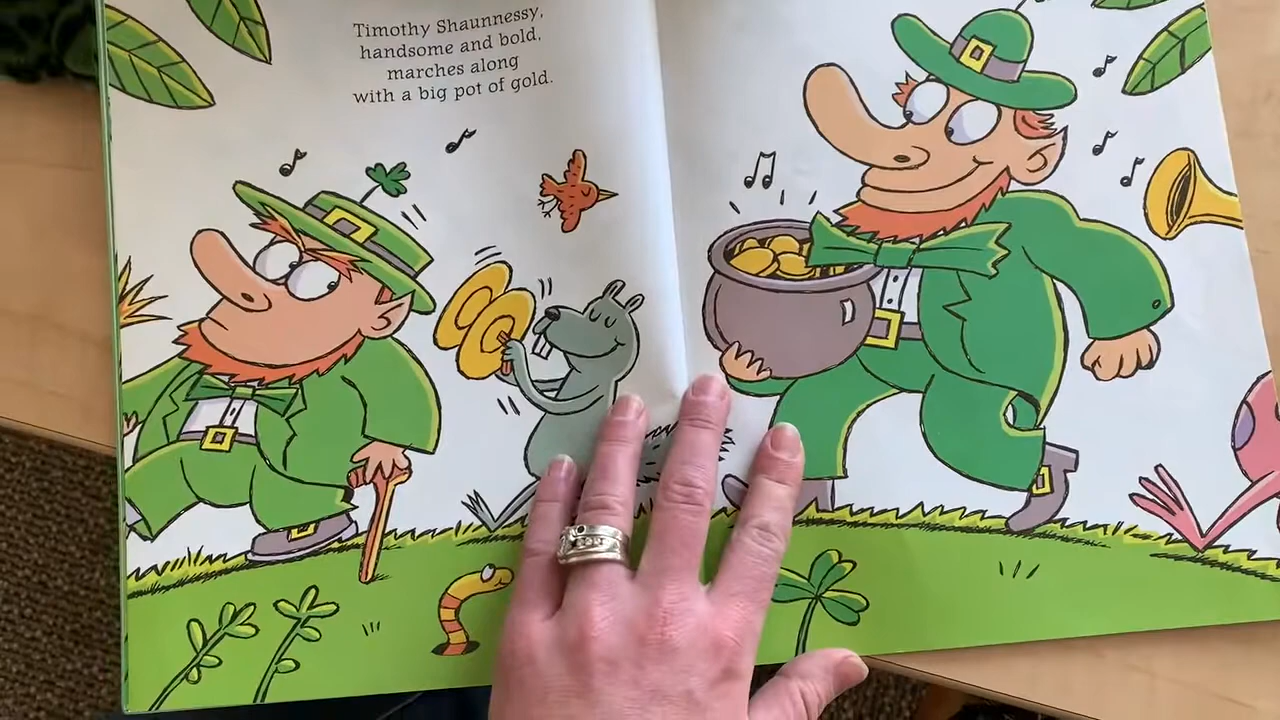 Timothy Shaunnessy,
handsome and bold,
marches along
with a big pot of gold.